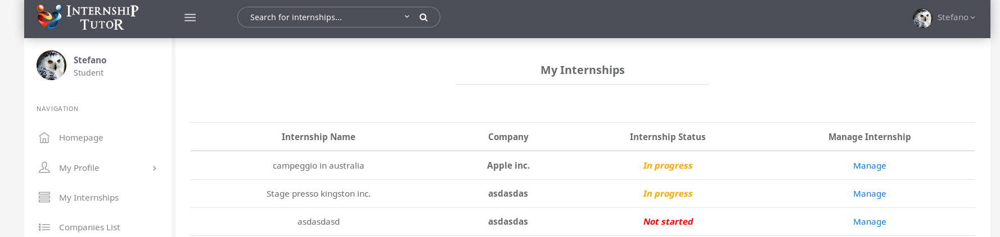 INTERNSHIP
TUTOR
Search for internships...
Stefano
Stefano
Student
NAVIGATION
Homepage
My Profile
My Internships
Companies List
My Internships
Internship Name Company Internship Status Manage Internship
campeggio in australia Apple inc. In progress Manage
Stage presso kingston inc. asdasdas In progress Manage
asdasdasd asdasdas Not started Manage